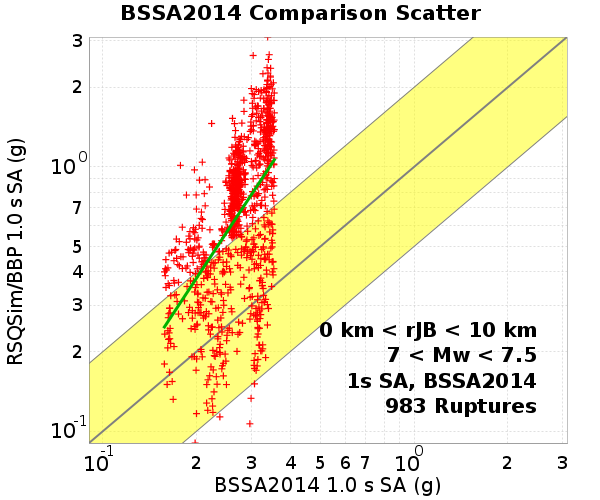 BSSA2014 Comparison Scatter
RSQSim/BBP 1.0 s SA (g)
3
2
10^0
7
5
4
3
2
10^-1
0 km < rJB < 10 km
7 < Mw < 7.5
1s SA, BSSA2014
983 Ruptures
10^-1 2 3 4 5 6 7 10^0 2 3
BSSA2014 1.0 s SA (g)